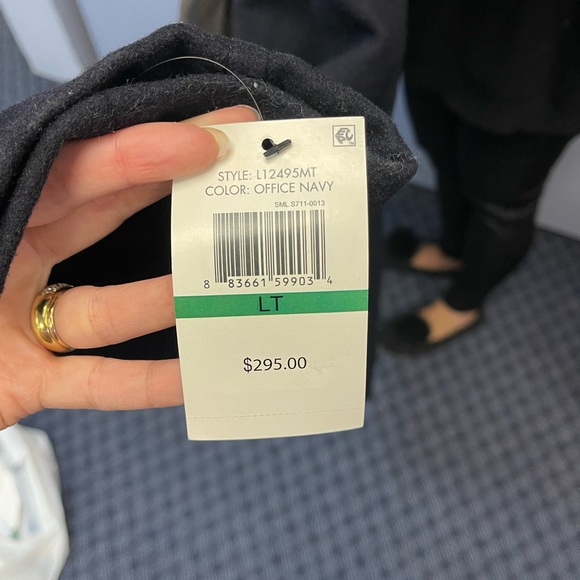 STYLE: L12495MT
COLOR: OFFICE NAVY
SML S711-0013
8 83661 59903 4
LT
$295.00